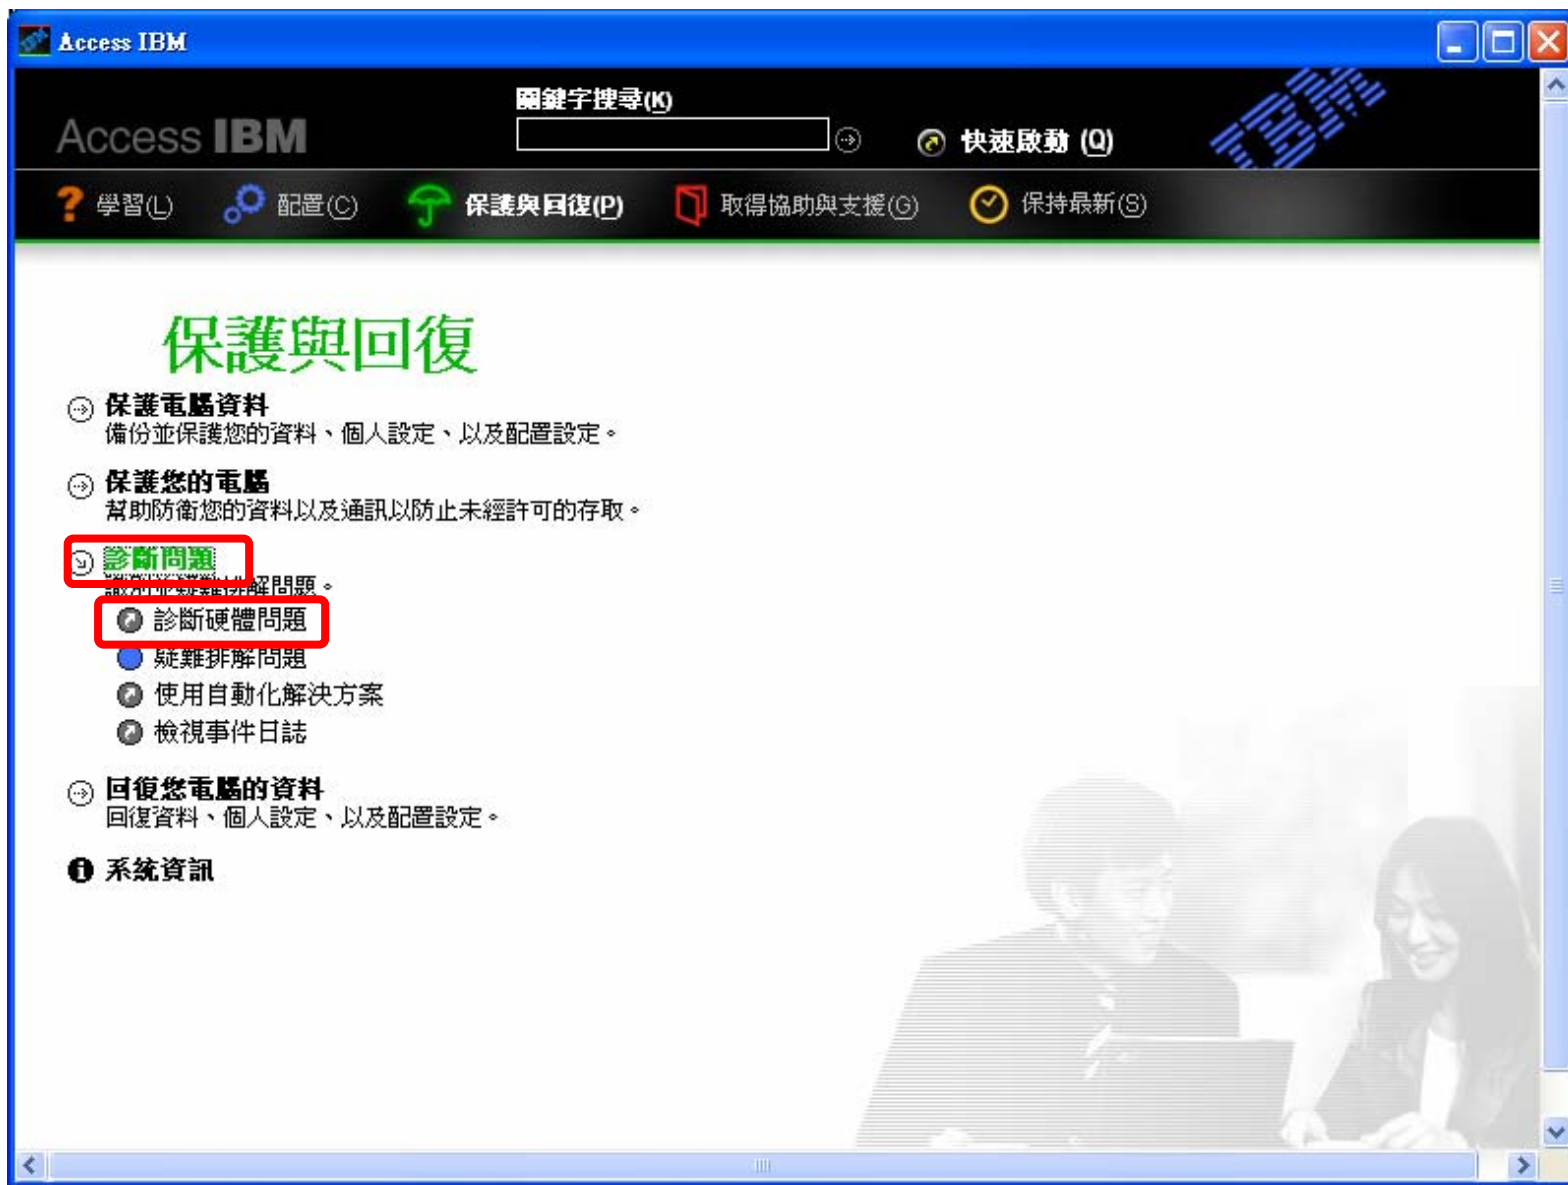 Access IBM
關鍵字搜尋(K)
Access IBM
快速啟動 (Q)
IBM
學習(L)
配置(C)
保護與回復(P)
取得協助與支援(G)
保持最新(S)
保護與回復
保護電腦資料
備份並保護您的資料、個人設定、以及配置設定。
保護您的電腦
幫助防衛您的資料以及通訊以防止未經許可的存取。
診斷問題
識別並疑難排解問題。
診斷硬體問題
疑難排解問題
使用自動化解決方案
檢視事件日誌
回復您電腦的資料
回復資料、個人設定、以及配置設定。
系統資訊